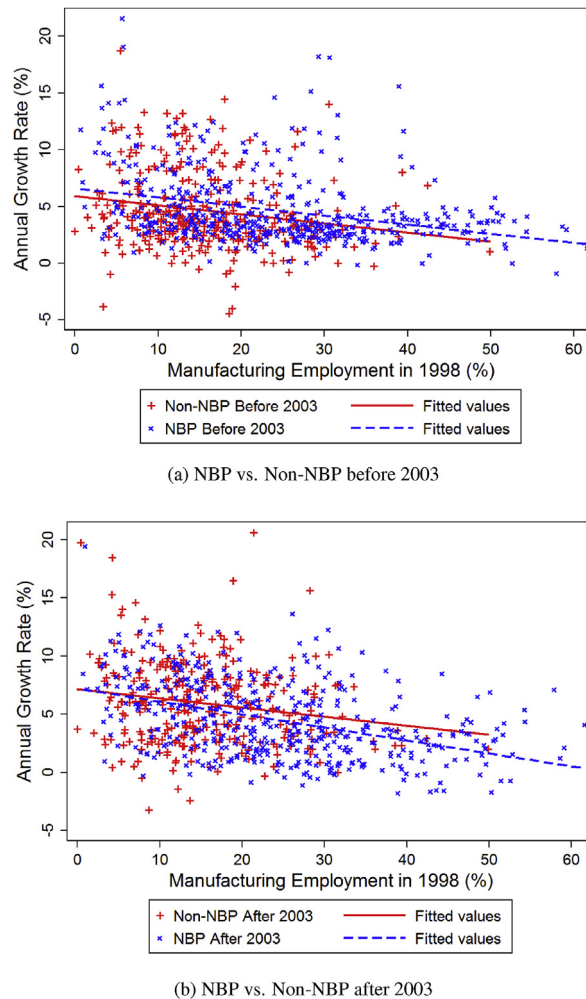 20
15
10
5
0
-5
Annual Growth Rate (%)
0 10 20 30 40 50 60
Manufacturing Employment in 1998 (%)
Non-NBP Before 2003 Fitted values
NBP Before 2003 Fitted values
(a) NBP vs. Non-NBP before 2003
20
15
10
5
0
-5
Annual Growth Rate (%)
0 10 20 30 40 50 60
Manufacturing Employment in 1998 (%)
Non-NBP After 2003 Fitted values
NBP After 2003 Fitted values
(b) NBP vs. Non-NBP after 2003